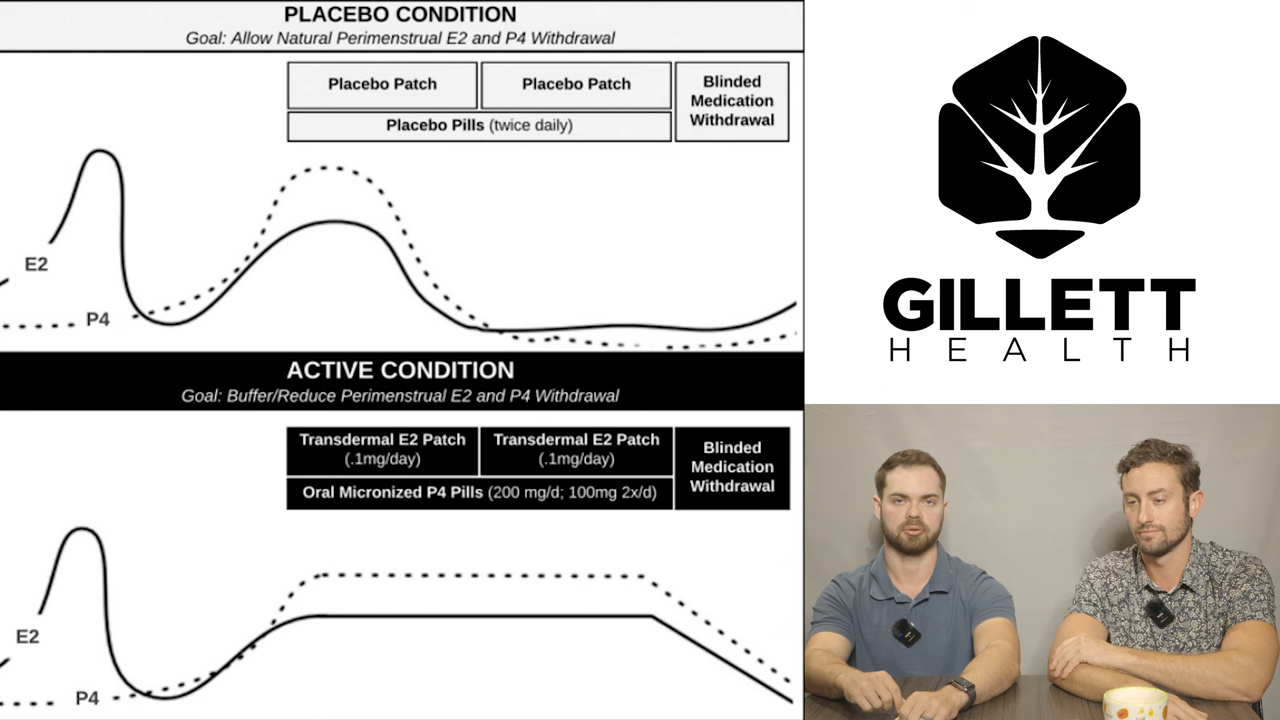 PLACEBO CONDITION
Goal: Allow Natural Perimenstrual E2 and P4 Withdrawal
Placebo Patch
Placebo Patch
Blinded
Medication
Withdrawal
Placebo Pills (twice daily)
E2
P4
ACTIVE CONDITION
Goal: Buffer/Reduce Perimenstrual E2 and P4 Withdrawal
Transdermal E2 Patch
(.1mg/day)
Transdermal E2 Patch
(.1mg/day)
Blinded
Medication
Withdrawal
Oral Micronized P4 Pills (200 mg/d; 100mg 2x/d)
E2
P4
GILLETT
HEALTH